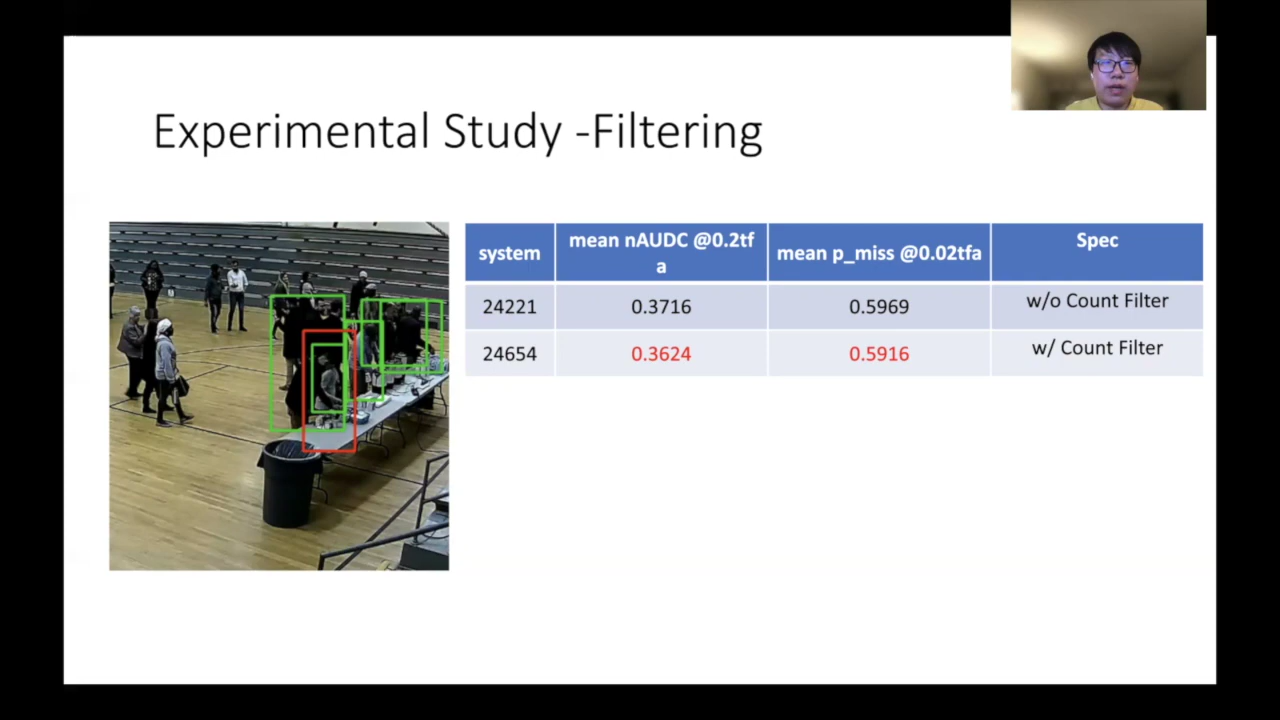 Experimental Study -Filtering
system
mean nAUDC @0.2tf
a
mean p_miss @0.02tfa
Spec
24221
0.3716
0.5969
w/o Count Filter
24654
0.3624
0.5916
w/ Count Filter